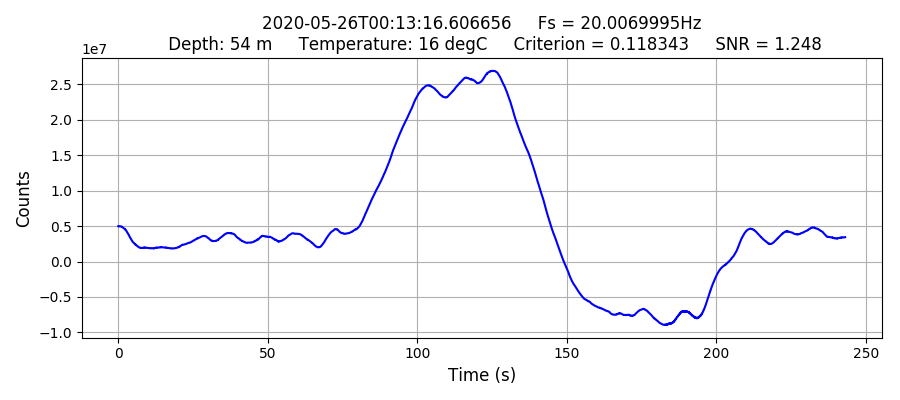 2020-05-26T00:13:16.606656 Fs = 20.0069995Hz
Depth: 54 m Temperature: 16 degC Criterion = 0.118343 SNR = 1.248
1e7
2.5
2.0
1.5
1.0
0.5
0.0
−0.5
−1.0
Counts
0 50 100 150 200 250
Time (s)